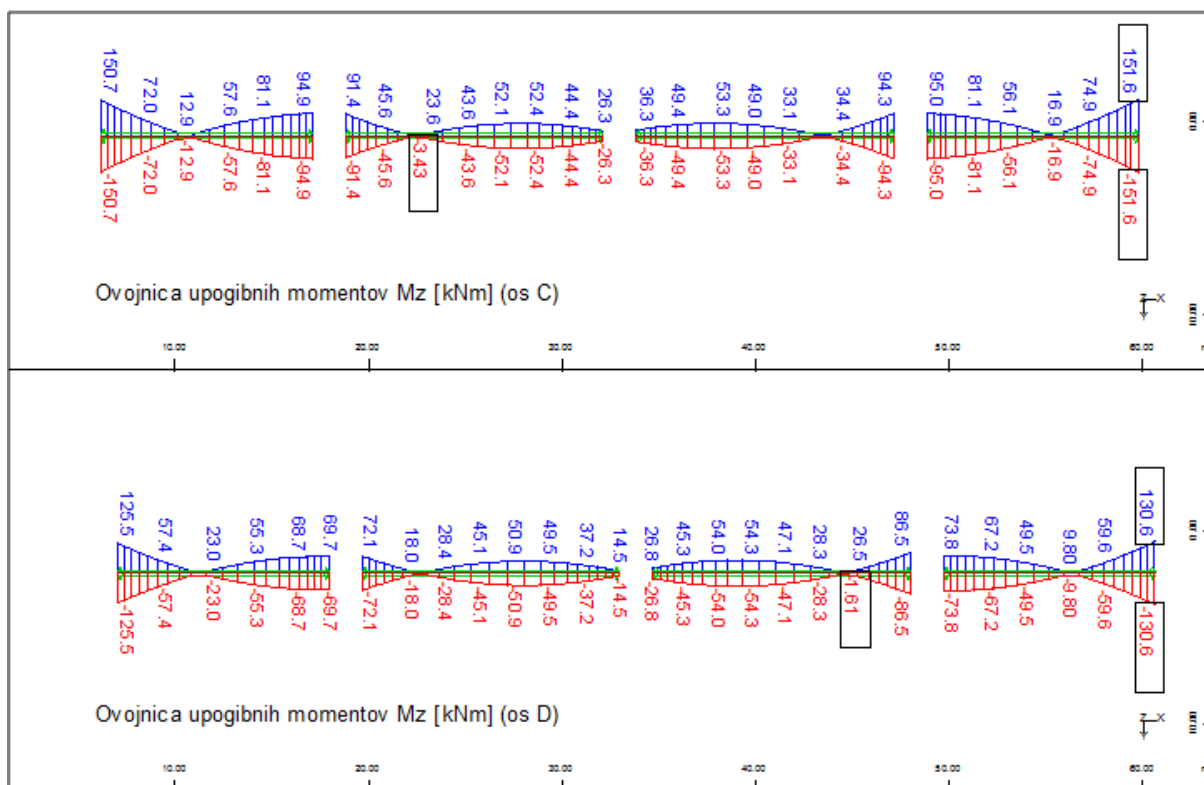 150.7 72.0 12.9 57.6 81.1 94.9 91.4 45.6 23.6 43.6 52.1 52.4 44.4 26.3 36.3 49.4 53.3 49.0 33.1 34.4 94.3 95.0 81.1 56.1 16.9 74.9 151.6
-150.7 -72.0 -12.9 -57.6 -81.1 -94.9 -91.4 -45.6 -3.43 -43.6 -52.1 -52.4 -44.4 -26.3 -36.3 -49.4 -53.3 -49.0 -33.1 -34.4 -94.3 -95.0 -81.1 -56.1 -16.9 -74.9 -151.6
Ovojnica upogibnih momentov Mz [kNm] (os C)
Z X
10.00 20.00 30.00 40.00 50.00 60.00
125.5 57.4 23.0 55.3 68.7 69.7 72.1 18.0 28.4 45.1 50.9 49.5 37.2 14.5 26.8 45.3 54.0 54.3 47.1 28.3 26.5 86.5 73.8 67.2 49.5 9.80 59.6 130.6
-125.5 -57.4 -23.0 -55.3 -68.7 -69.7 -72.1 -18.0 -28.4 -45.1 -50.9 -49.5 -37.2 -14.5 -26.8 -45.3 -54.0 -54.3 -47.1 -28.3 -1.61 -86.5 -73.8 -67.2 -49.5 -9.80 -59.6 -130.6
Ovojnica upogibnih momentov Mz [kNm] (os D)
Z X
10.00 20.00 30.00 40.00 50.00 60.00